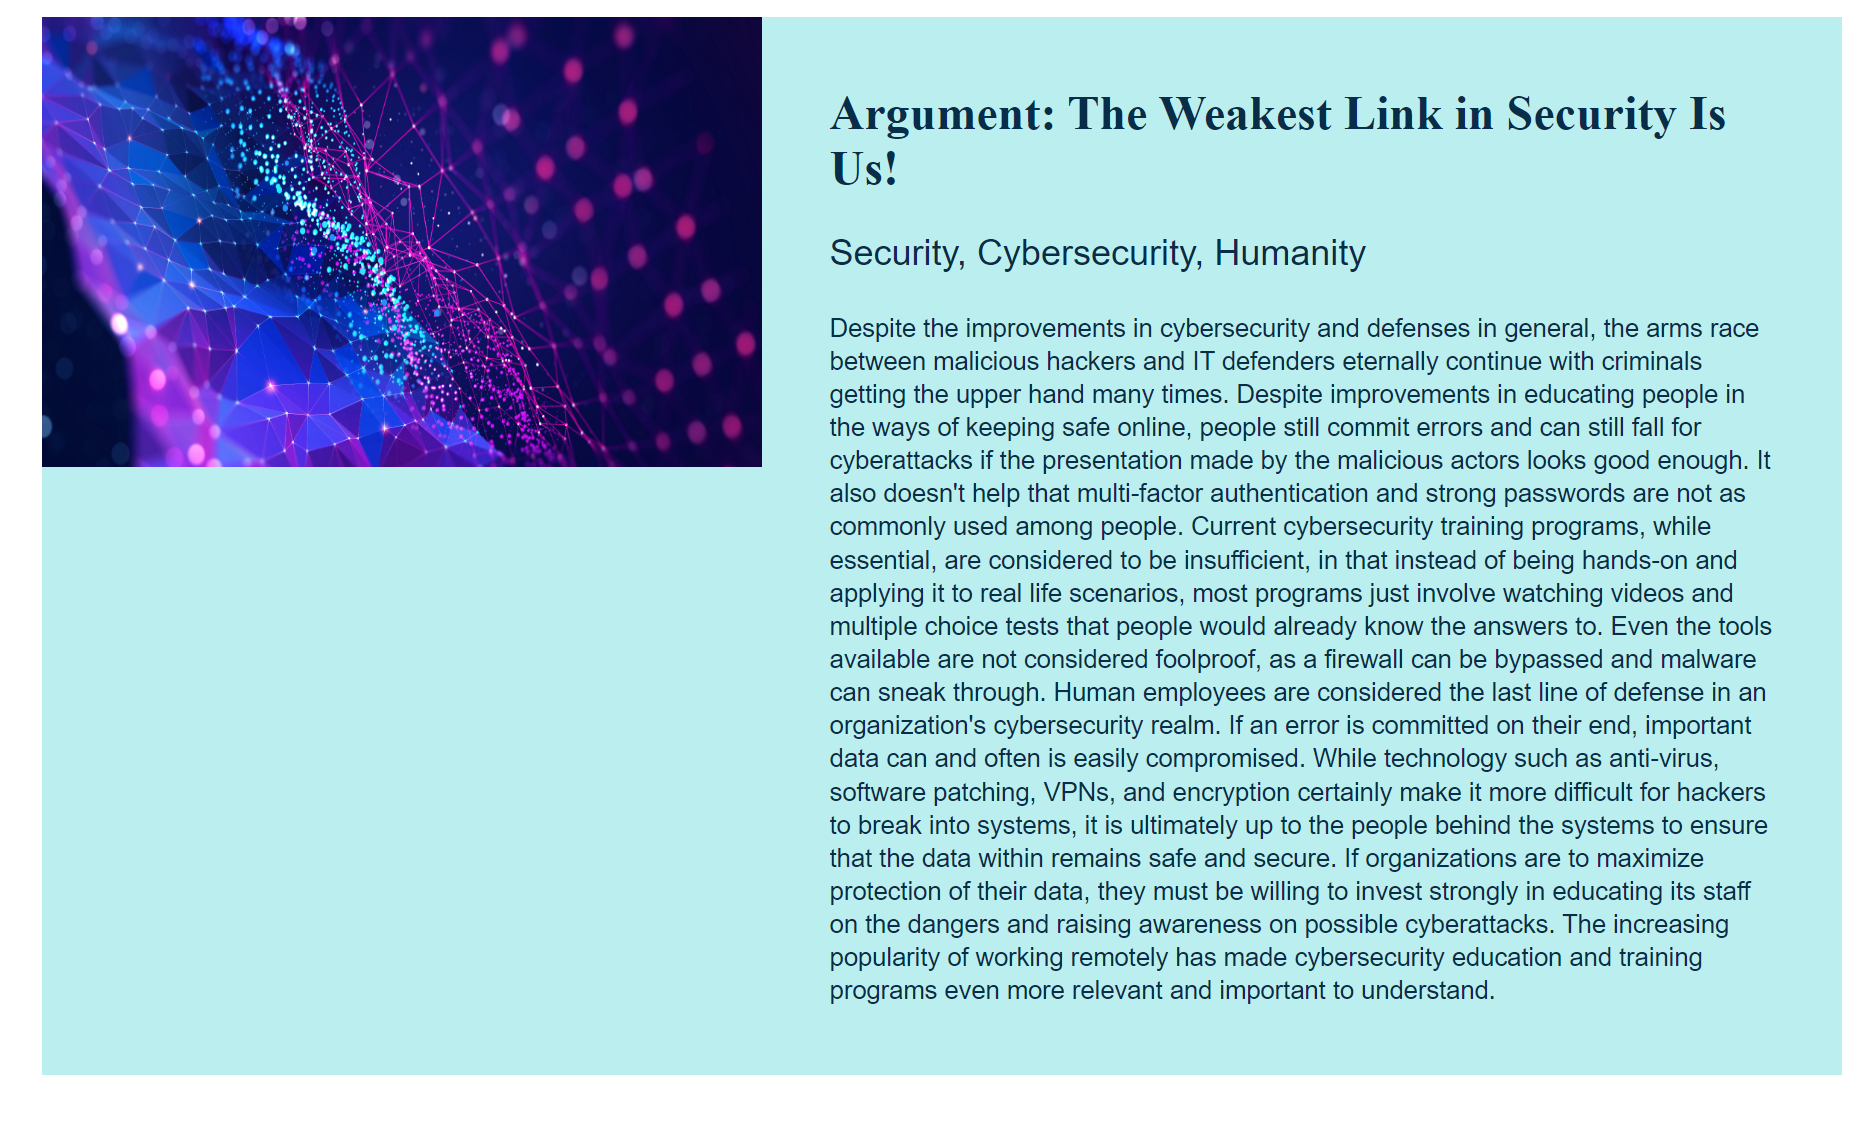 Argument: The Weakest Link in Security Is
Us!
Security, Cybersecurity, Humanity
Despite the improvements in cybersecurity and defenses in general, the arms race
between malicious hackers and IT defenders eternally continue with criminals
getting the upper hand many times. Despite improvements in educating people in
the ways of keeping safe online, people still commit errors and can still fall for
cyberattacks if the presentation made by the malicious actors looks good enough. It
also doesn't help that multi-factor authentication and strong passwords are not as
commonly used among people. Current cybersecurity training programs, while
essential, are considered to be insufficient, in that instead of being hands-on and
applying it to real life scenarios, most programs just involve watching videos and
multiple choice tests that people would already know the answers to. Even the tools
available are not considered foolproof, as a firewall can be bypassed and malware
can sneak through. Human employees are considered the last line of defense in an
organization's cybersecurity realm. If an error is committed on their end, important
data can and often is easily compromised. While technology such as anti-virus,
software patching, VPNs, and encryption certainly make it more difficult for hackers
to break into systems, it is ultimately up to the people behind the systems to ensure
that the data within remains safe and secure. If organizations are to maximize
protection of their data, they must be willing to invest strongly in educating its staff
on the dangers and raising awareness on possible cyberattacks. The increasing
popularity of working remotely has made cybersecurity education and training
programs even more relevant and important to understand.